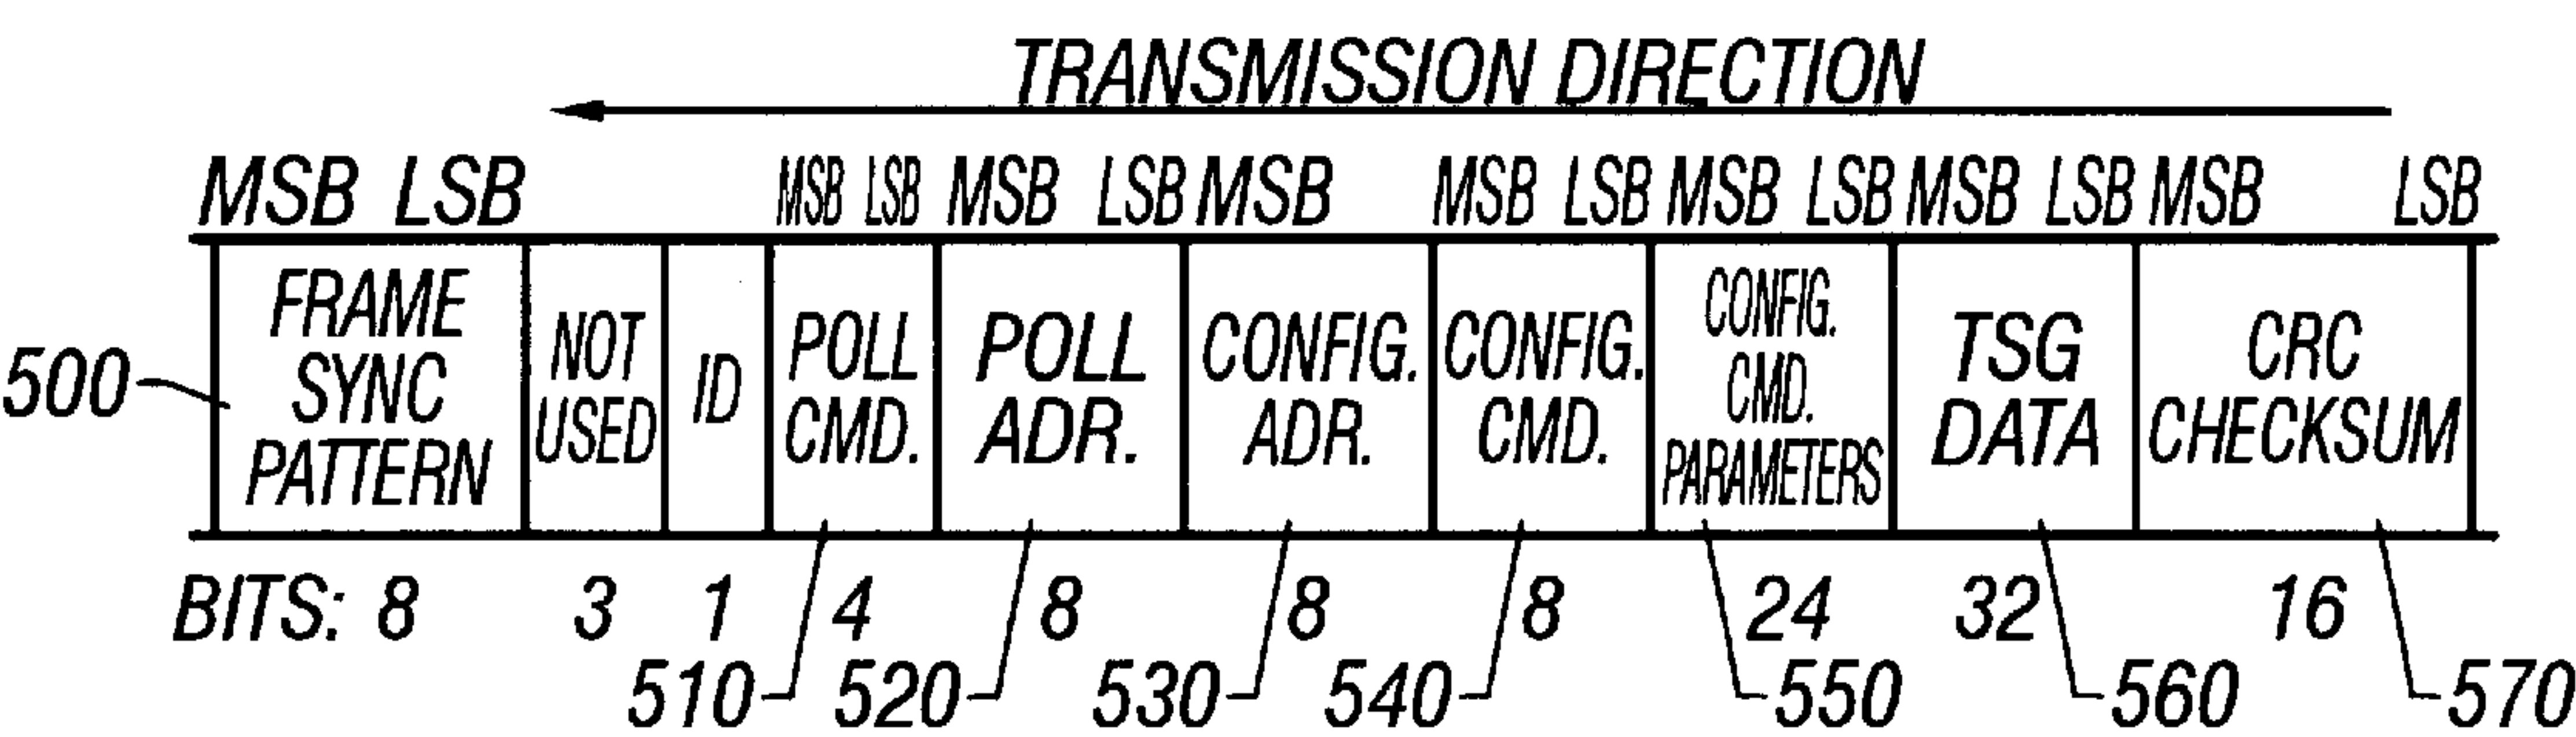 TRANSMISSION DIRECTION
MSB LSB MSB LSB MSB LSB MSB MSB LSB MSB LSB MSB LSB MSB LSB
FRAME
SYNC
PATTERN
NOT
USED
ID
POLL
CMD.
POLL
ADR.
CONFIG.
ADR.
CONFIG.
CMD.
CONFIG.
CMD.
PARAMETERS
TSG
DATA
CRC
CHECKSUM
500
BITS: 8 3 1 4 8 8 8 24 32 16
510 520 530 540 550 560 570